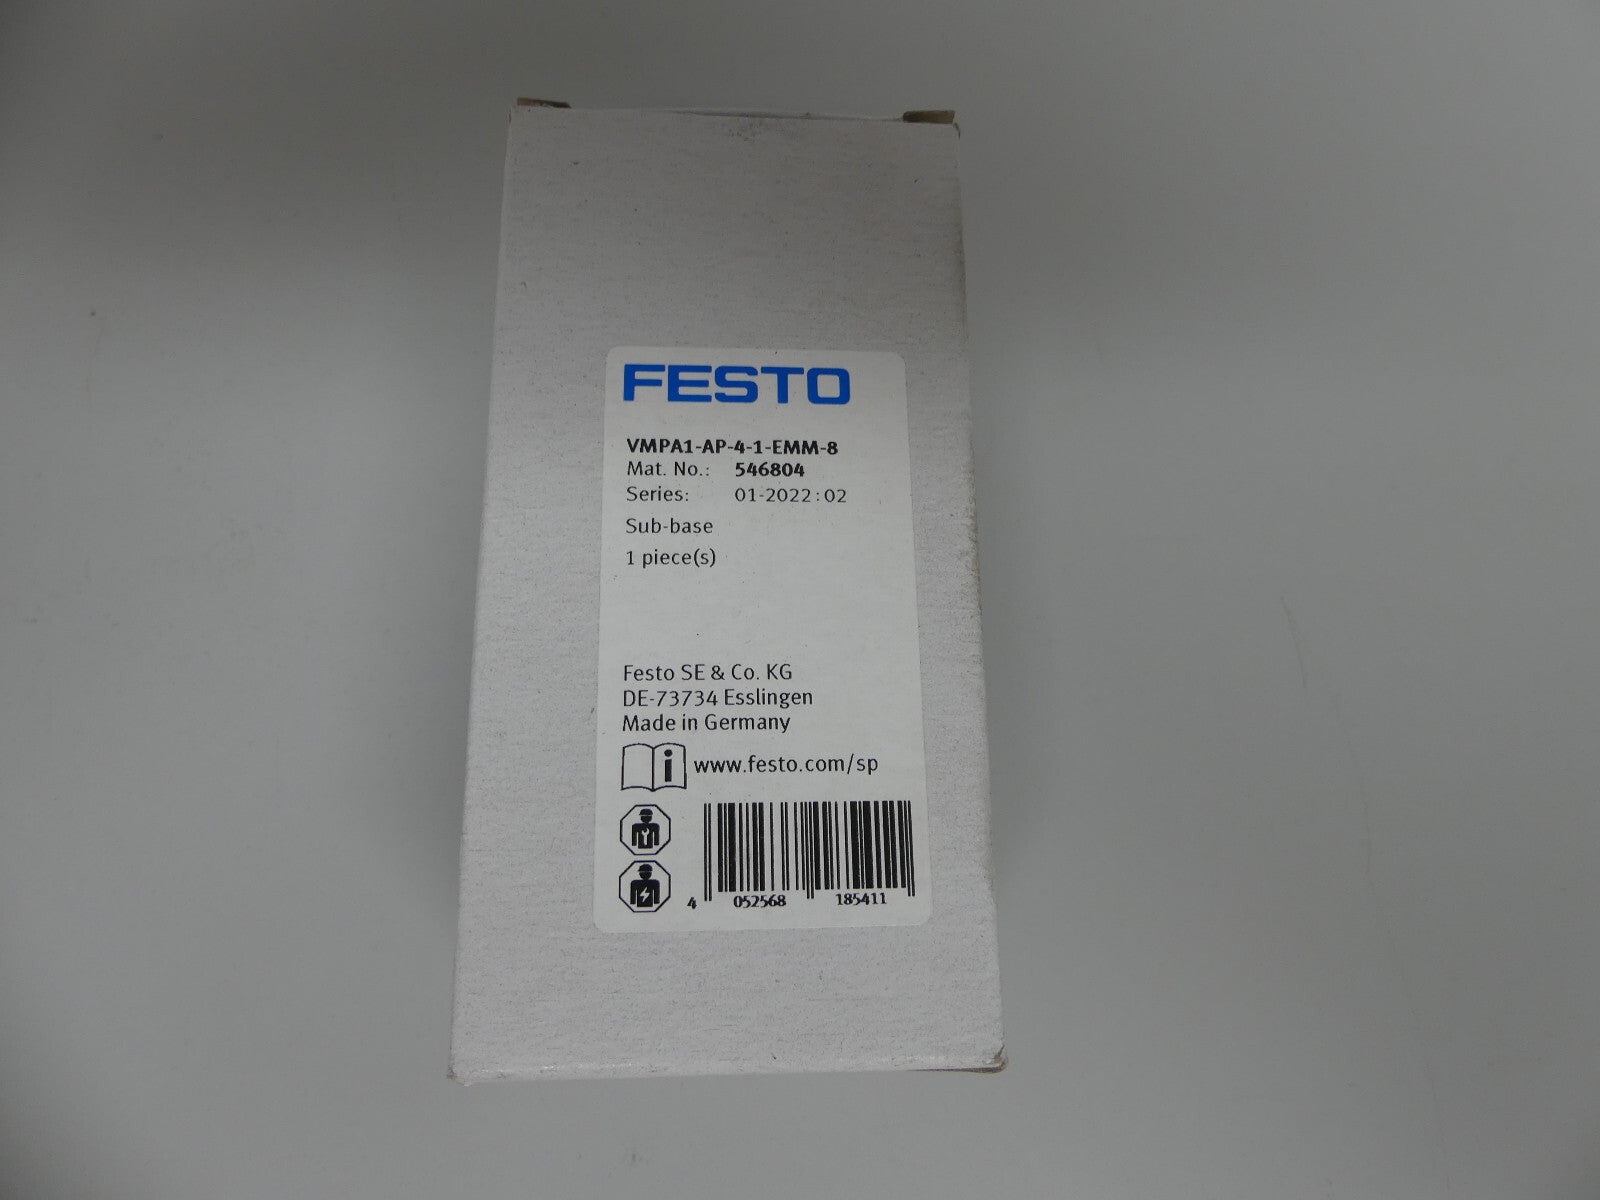 FESTO
VMPA1-AP-4-1-EMM-8
Mat. No.: 546804
Series: 01-2022:02
Sub-base
1 piece(s)
Festo SE & Co. KG
DE-73734 Esslingen
Made in Germany
i www.festo.com/sp
4 052568 185411